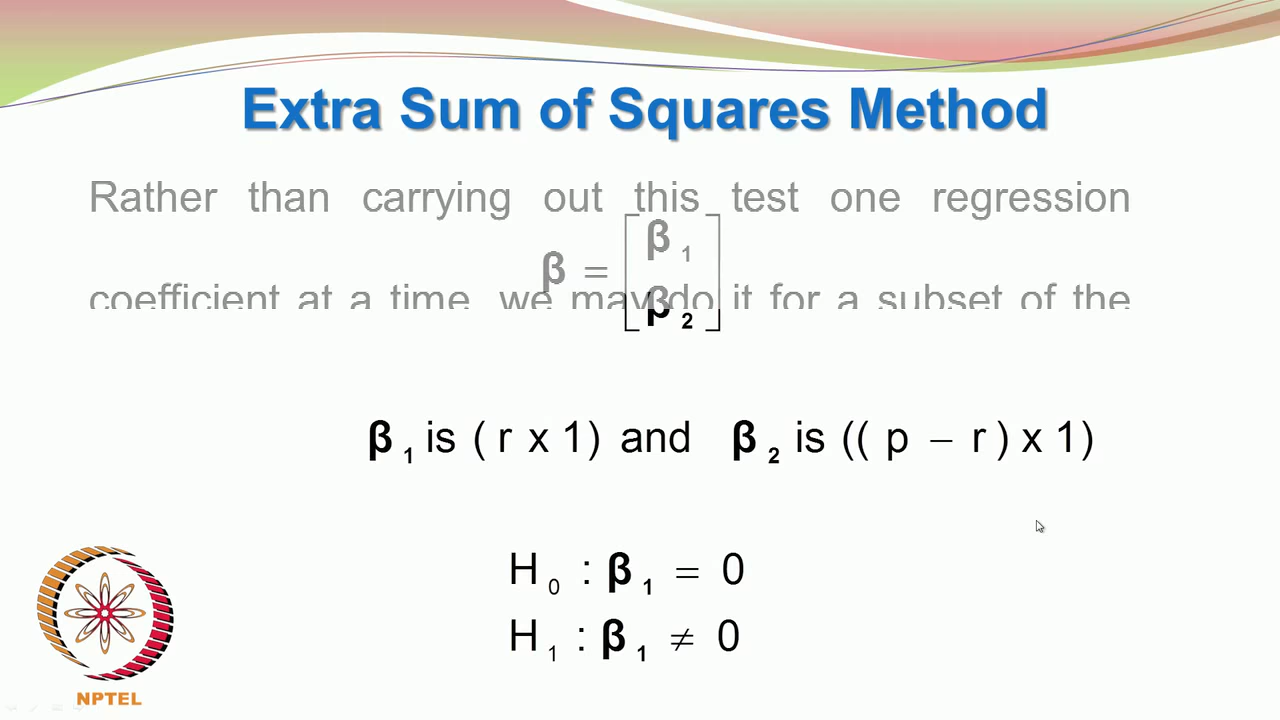 Extra Sum of Squares Method
Rather than carrying out this test one regression
β = [ β 1
coefficient at a time, we may do it for a subset of the
β 2 ]
β 1 is ( r x 1) and β 2 is (( p − r ) x 1)
H 0 : β 1 = 0
H 1 : β 1 ≠ 0
NPTEL